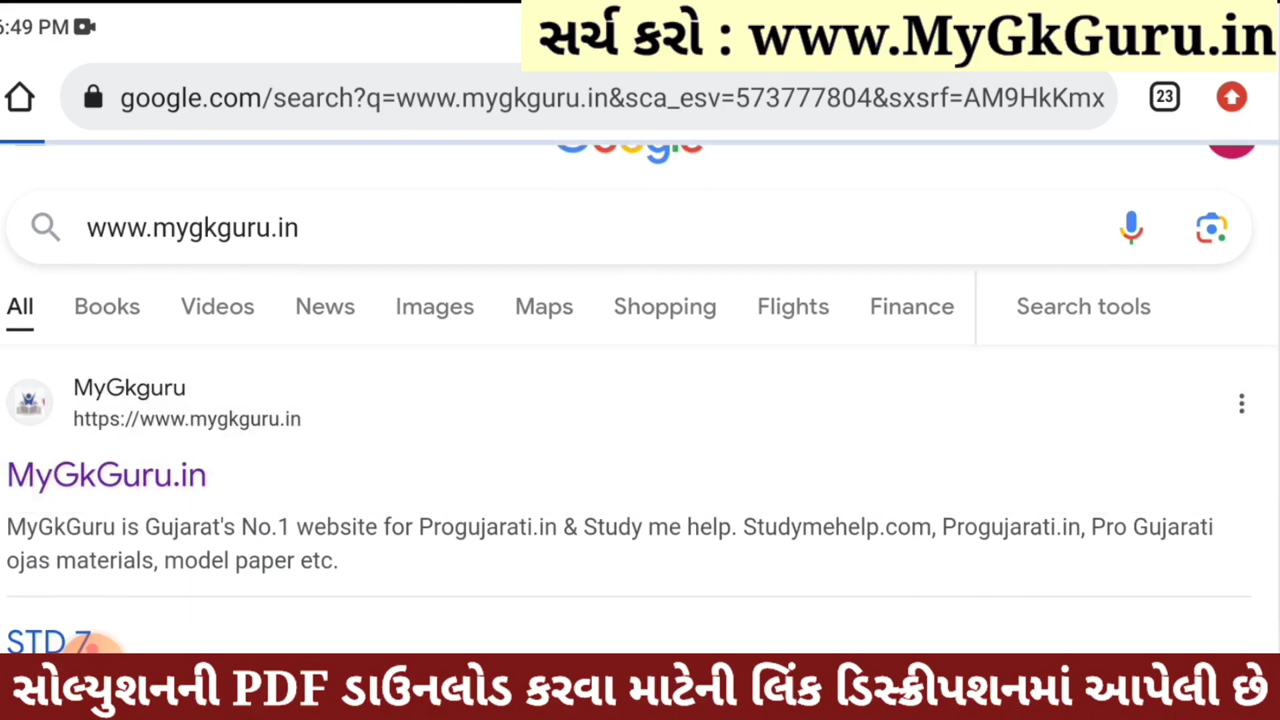 6:49 PM
સર્ચ કરો : www.MyGkGuru.in
google.com/search?q=www.mygkguru.in&sca_esv=573777804&sxsrf=AM9HkKmx
23
Google
www.mygkguru.in
All Books Videos News Images Maps Shopping Flights Finance Search tools
MyGkguru
https://www.mygkguru.in
MyGkGuru.in
MyGkGuru is Gujarat's No.1 website for Progujarati.in & Study me help. Studymehelp.com, Progujarati.in, Pro Gujarati
ojas materials, model paper etc.
STD 7
સોલ્યુશનની PDF ડાઉનલોડ કરવા માટેની લિંક ડિસ્ક્રીપશનમાં આપેલી છે